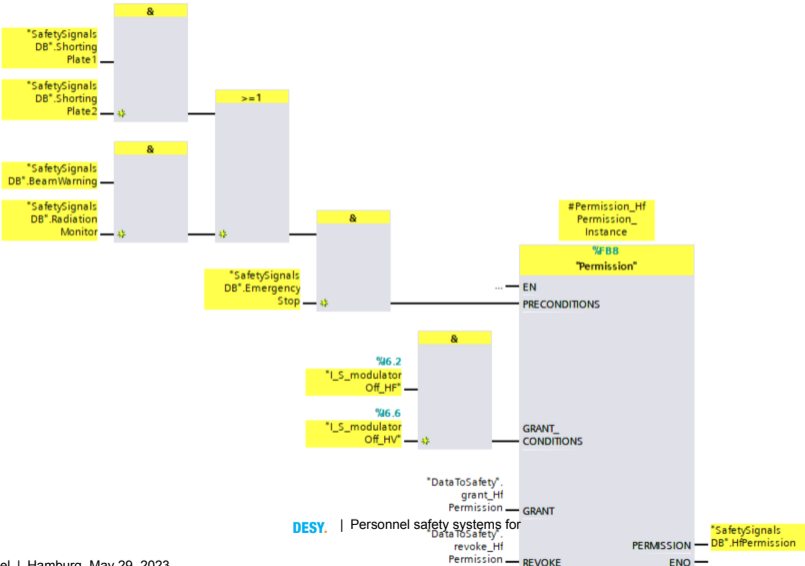 &
"SafetySignals
DB".Shorting
Plate1
"SafetySignals
DB".Shorting
Plate2
>=1
&
"SafetySignals
DB".BeamWarning
"SafetySignals
DB".Radiation
Monitor
&
"SafetySignals
DB".Emergency
Stop
#Permission_Hf
Permission_
Instance
%FB8
"Permission"
... EN
PRECONDITIONS
&
%I6.2
"I_S_modulator
Off_HF"
%I6.6
"I_S_modulator
Off_HV"
GRANT_
CONDITIONS
"DataToSafety".
grant_Hf
Permission
GRANT
DESY. | Personnel safety systems for
"DataToSafety".
revoke_Hf
Permission
REVOKE
PERMISSION
"SafetySignals
DB".HfPermission
ENO
el | Hamburg, May 29, 2023